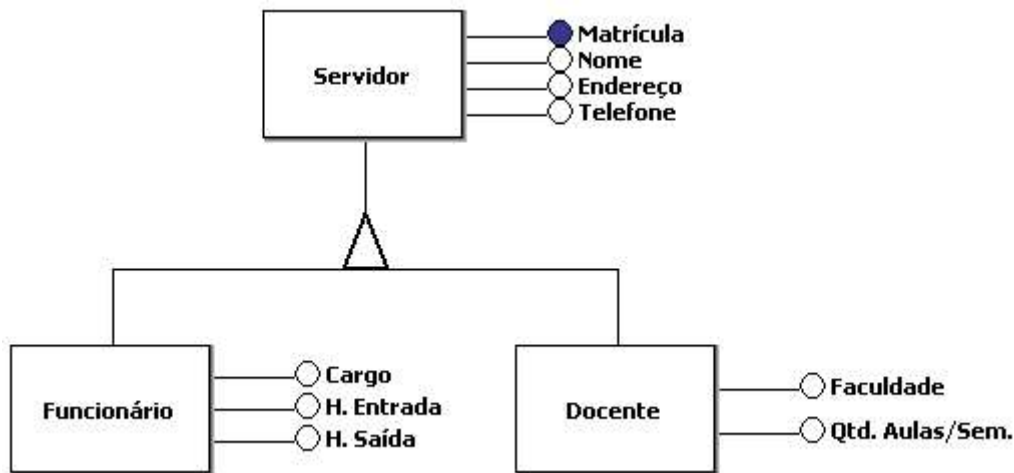 Servidor
Matrícula
Nome
Endereço
Telefone
Funcionário
Cargo
H. Entrada
H. Saída
Docente
Faculdade
Qtd. Aulas/Sem.